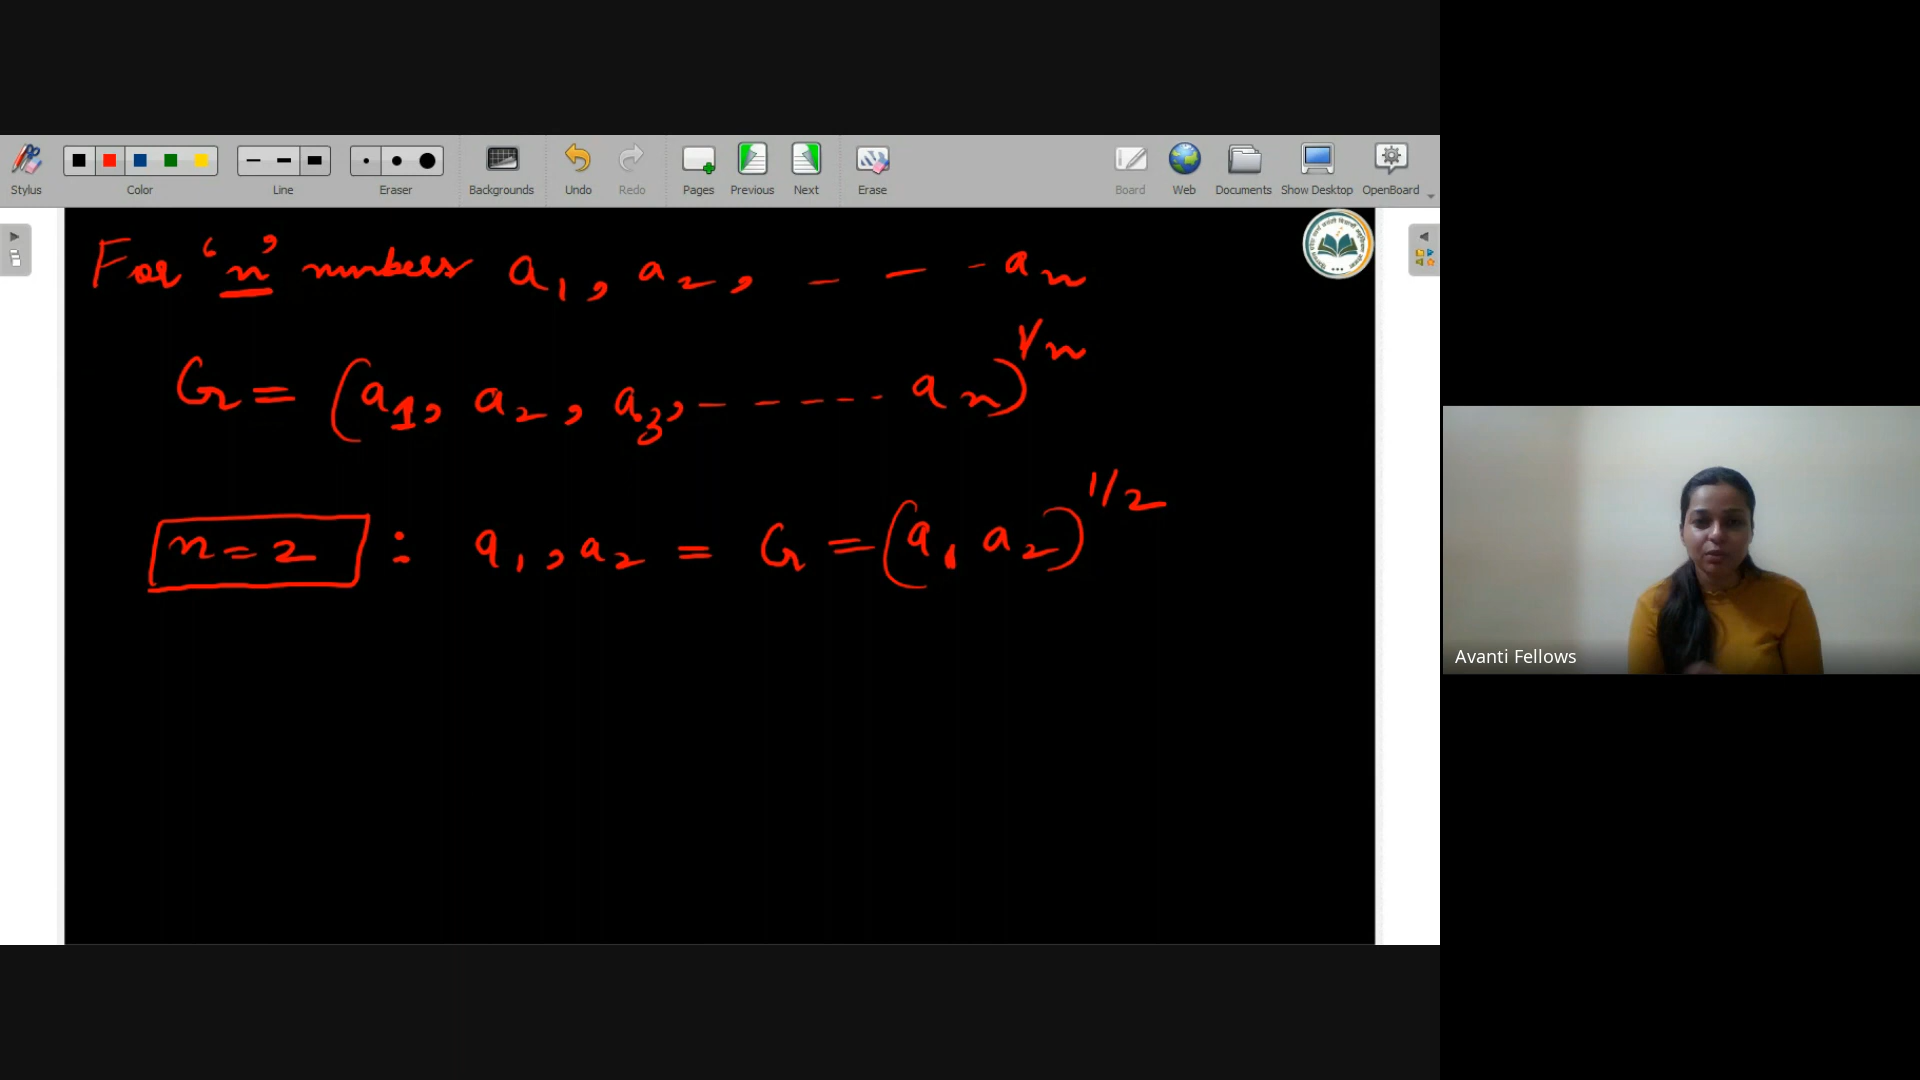 Stylus Color Line Eraser Backgrounds Undo Redo Pages Previous Next Erase Board Web Documents Show Desktop OpenBoard
For 'n' numbers a₁, a₂, - - - aₙ
G = (a₁, a₂, a₃, - - - - - - aₙ)^1/n
n = 2 : a₁, a₂ = G = (a₁ a₂)^1/2
Avanti Fellows